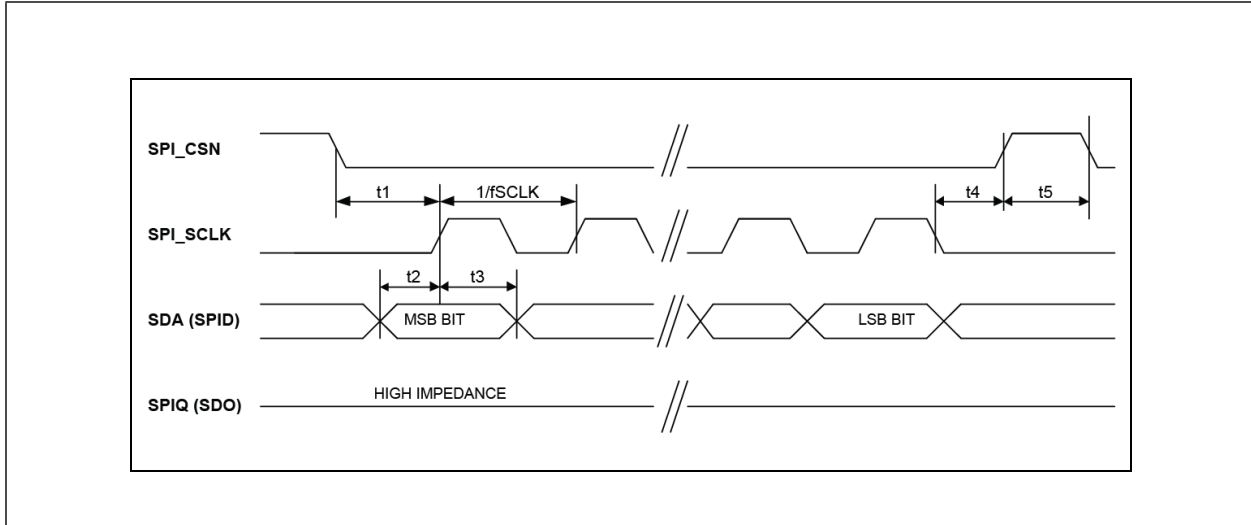 SPI_CSN
t1
1/fSCLK
t4
t5
SPI_SCLK
t2
t3
SDA (SPID)
MSB BIT
LSB BIT
SPIQ (SDO)
HIGH IMPEDANCE